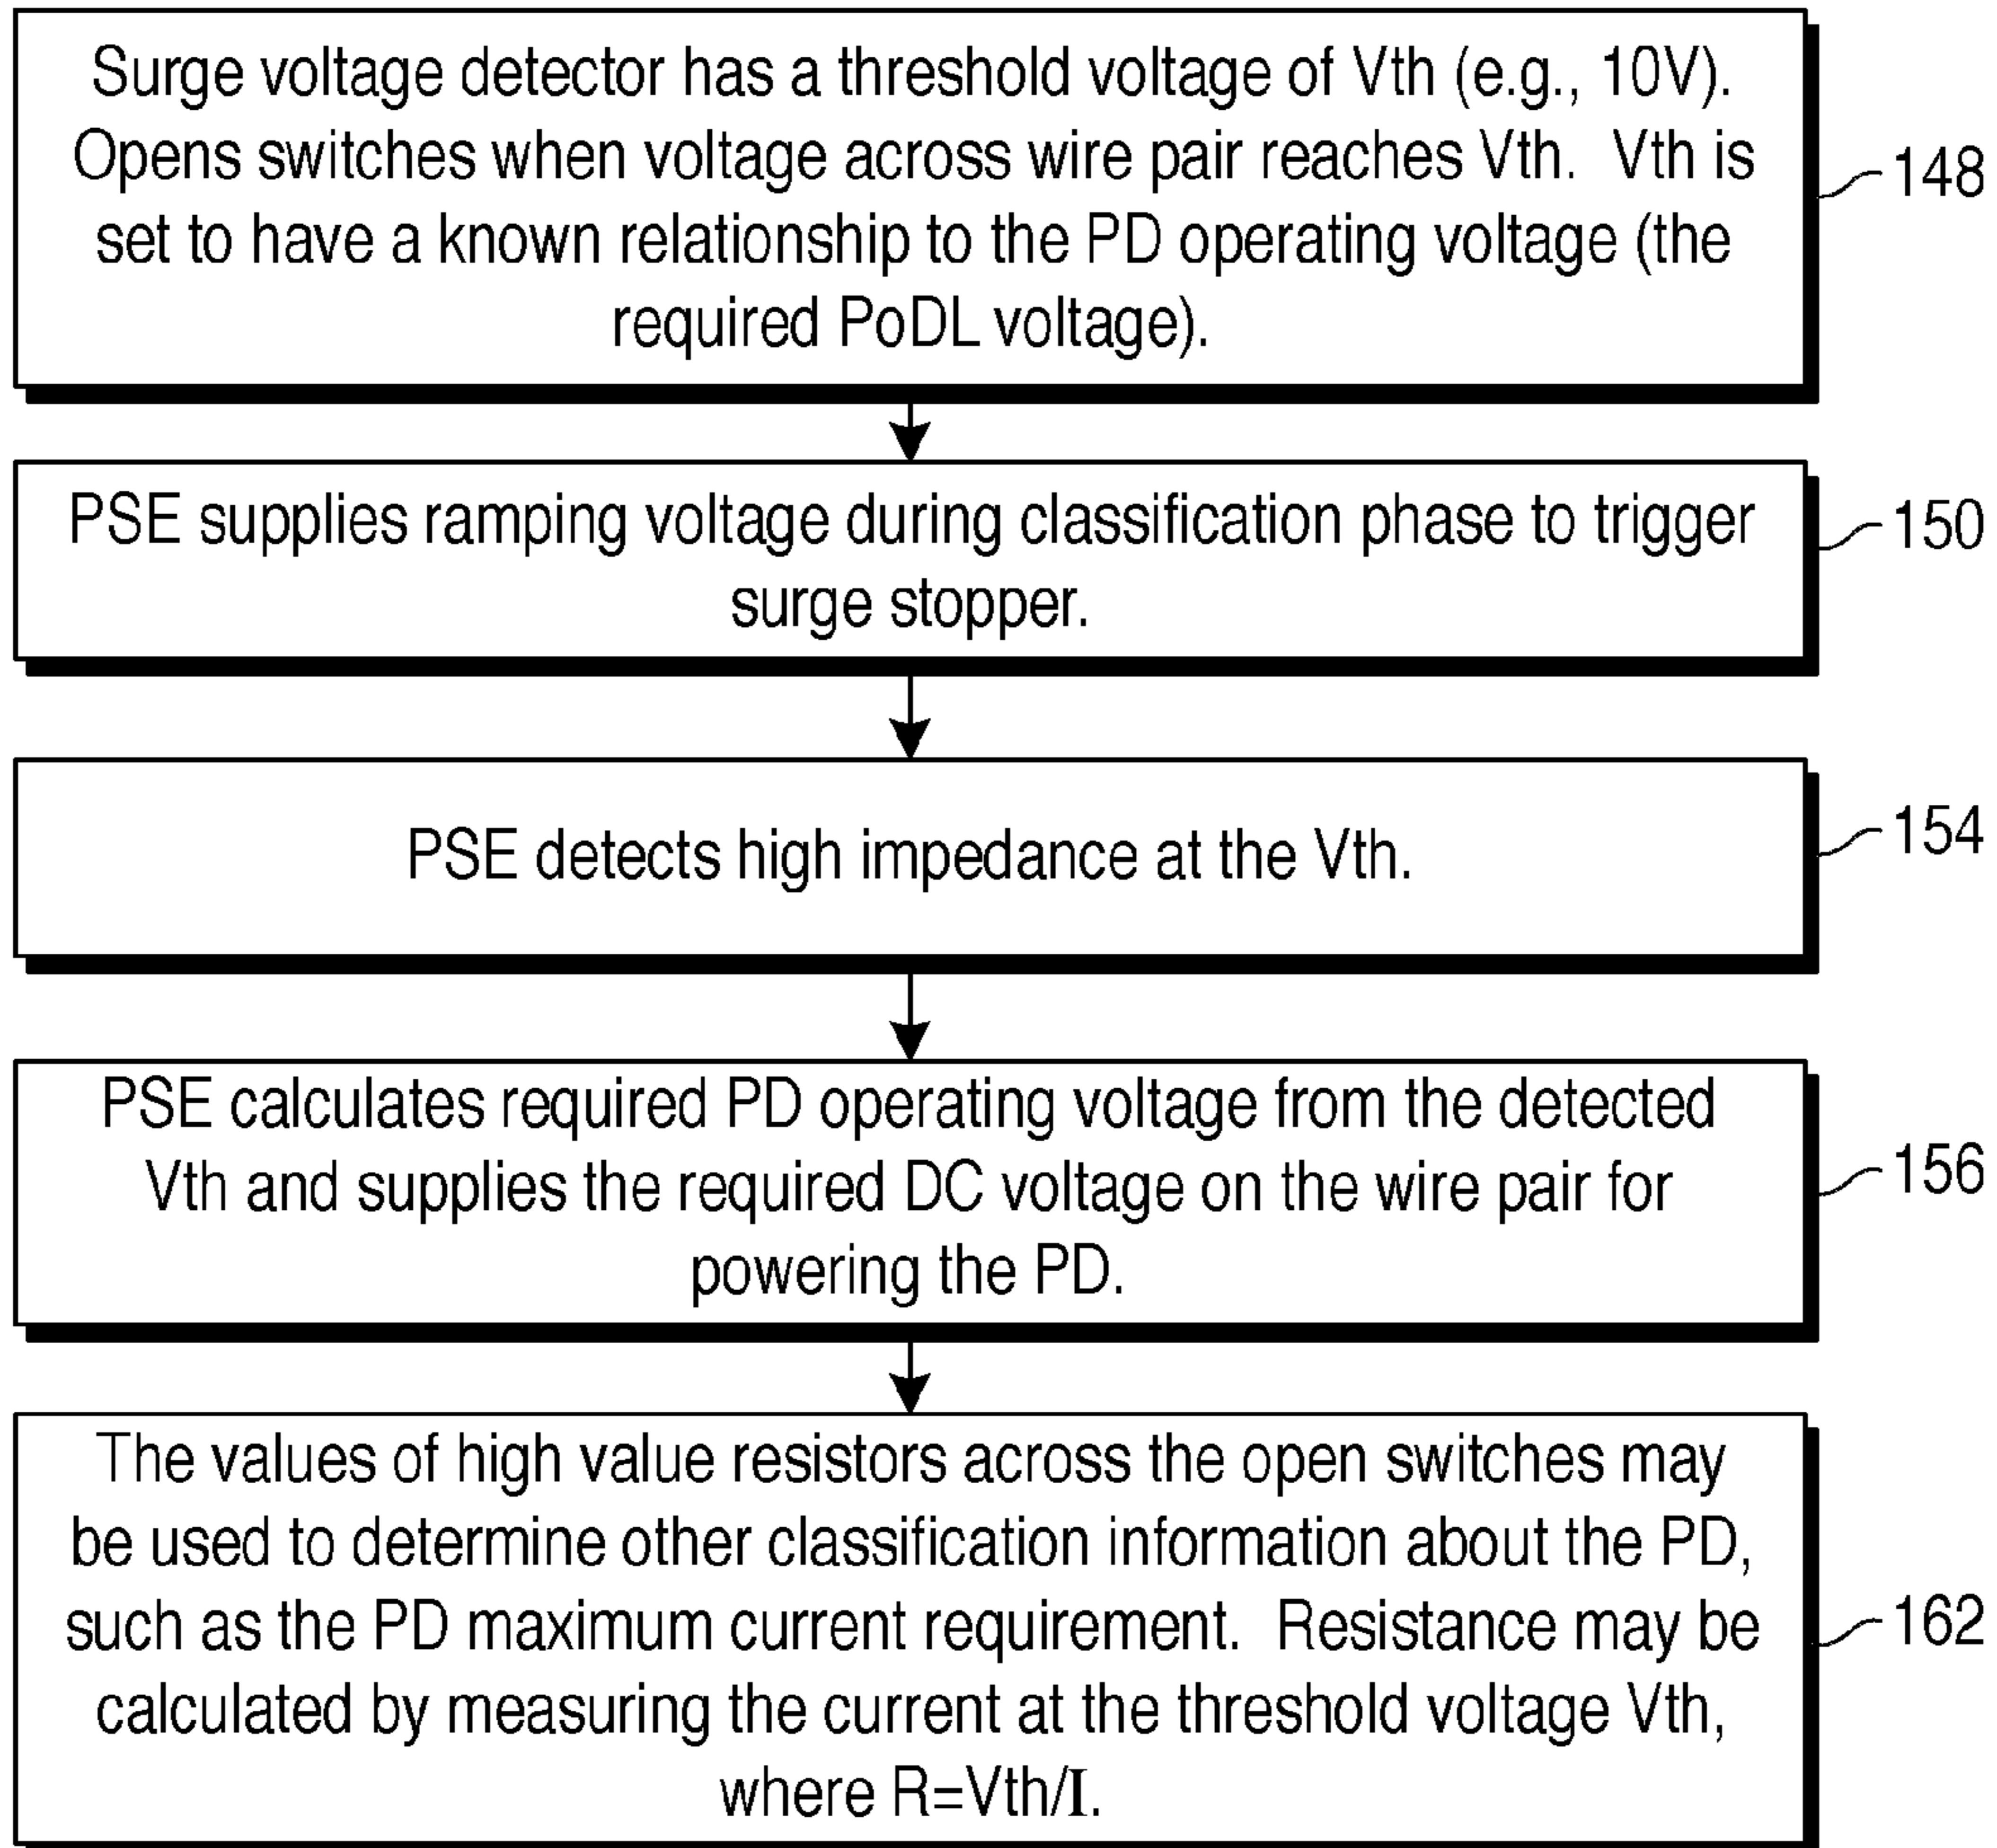 Surge voltage detector has a threshold voltage of Vth (e.g., 10V).
Opens switches when voltage across wire pair reaches Vth. Vth is
set to have a known relationship to the PD operating voltage (the
required PoDL voltage).
148
PSE supplies ramping voltage during classification phase to trigger
surge stopper.
150
PSE detects high impedance at the Vth.
154
PSE calculates required PD operating voltage from the detected
Vth and supplies the required DC voltage on the wire pair for
powering the PD.
156
The values of high value resistors across the open switches may
be used to determine other classification information about the PD,
such as the PD maximum current requirement. Resistance may be
calculated by measuring the current at the threshold voltage Vth,
where R=Vth/I.
162